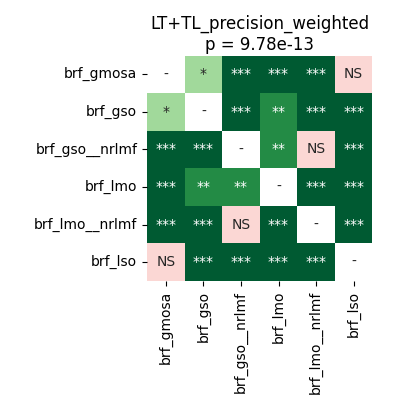 LT+TL_precision_weighted
p = 9.78e-13
brf_gmosa - * *** *** *** NS
brf_gso * - *** ** *** ***
brf_gso__nrlmf *** *** - ** NS ***
brf_lmo *** ** ** - *** ***
brf_lmo__nrlmf *** *** NS *** - ***
brf_lso NS *** *** *** *** -
brf_gmosa
brf_gso
brf_gso__nrlmf
brf_lmo
brf_lmo__nrlmf
brf_lso